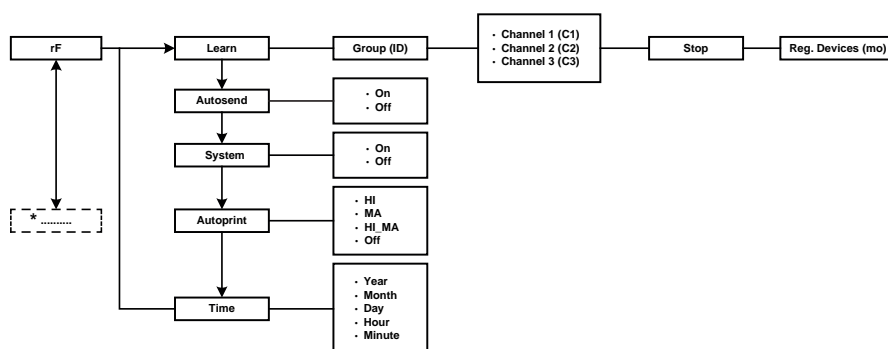 rF
Learn
Group (ID)
· Channel 1 (C1)
· Channel 2 (C2)
· Channel 3 (C3)
Stop
Reg. Devices (mo)
Autosend
· On
· Off
System
· On
· Off
* ..........
Autoprint
· HI
· MA
· HI_MA
· Off
Time
· Year
· Month
· Day
· Hour
· Minute